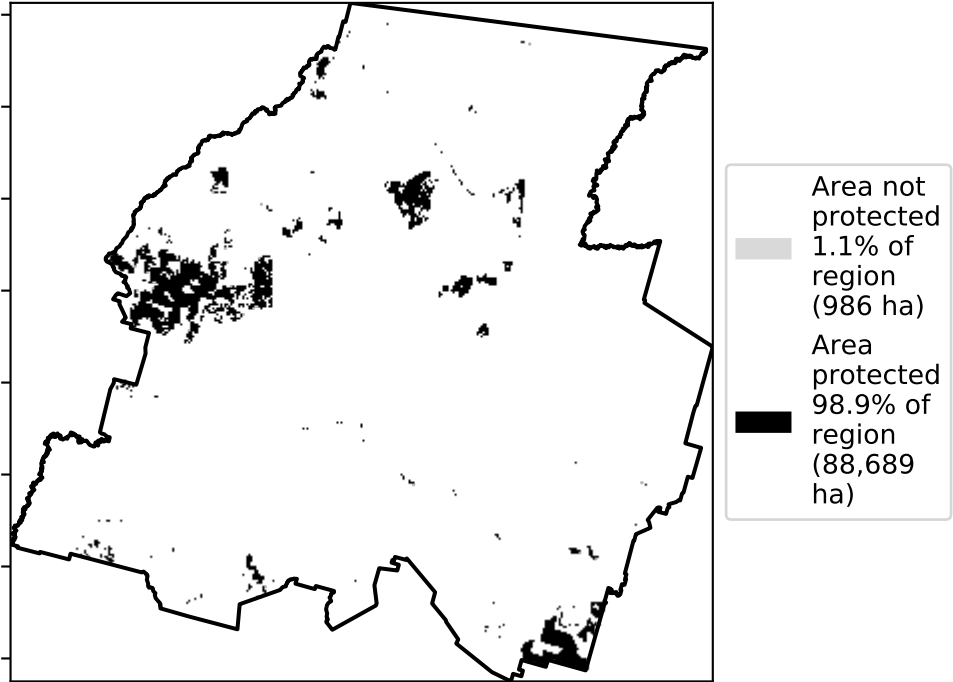 Area not
protected
1.1% of
region
(986 ha)
Area
protected
98.9% of
region
(88,689
ha)